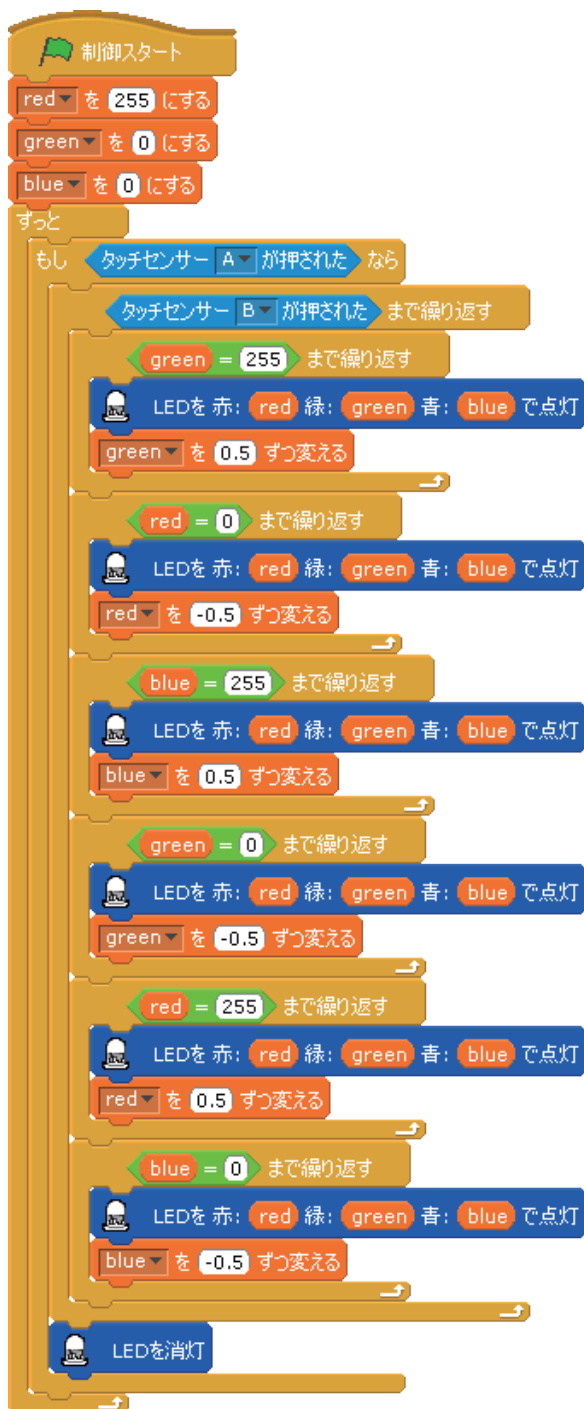 制御スタート
red を 255 にする
green を 0 にする
blue を 0 にする
ずっと
もし タッチセンサー A が押された なら
タッチセンサー B が押された まで繰り返す
green = 255 まで繰り返す
LEDを 赤: red 緑: green 青: blue で点灯
green を 0.5 ずつ変える
red = 0 まで繰り返す
LEDを 赤: red 緑: green 青: blue で点灯
red を -0.5 ずつ変える
blue = 255 まで繰り返す
LEDを 赤: red 緑: green 青: blue で点灯
blue を 0.5 ずつ変える
green = 0 まで繰り返す
LEDを 赤: red 緑: green 青: blue で点灯
green を -0.5 ずつ変える
red = 255 まで繰り返す
LEDを 赤: red 緑: green 青: blue で点灯
red を 0.5 ずつ変える
blue = 0 まで繰り返す
LEDを 赤: red 緑: green 青: blue で点灯
blue を -0.5 ずつ変える
LEDを消灯